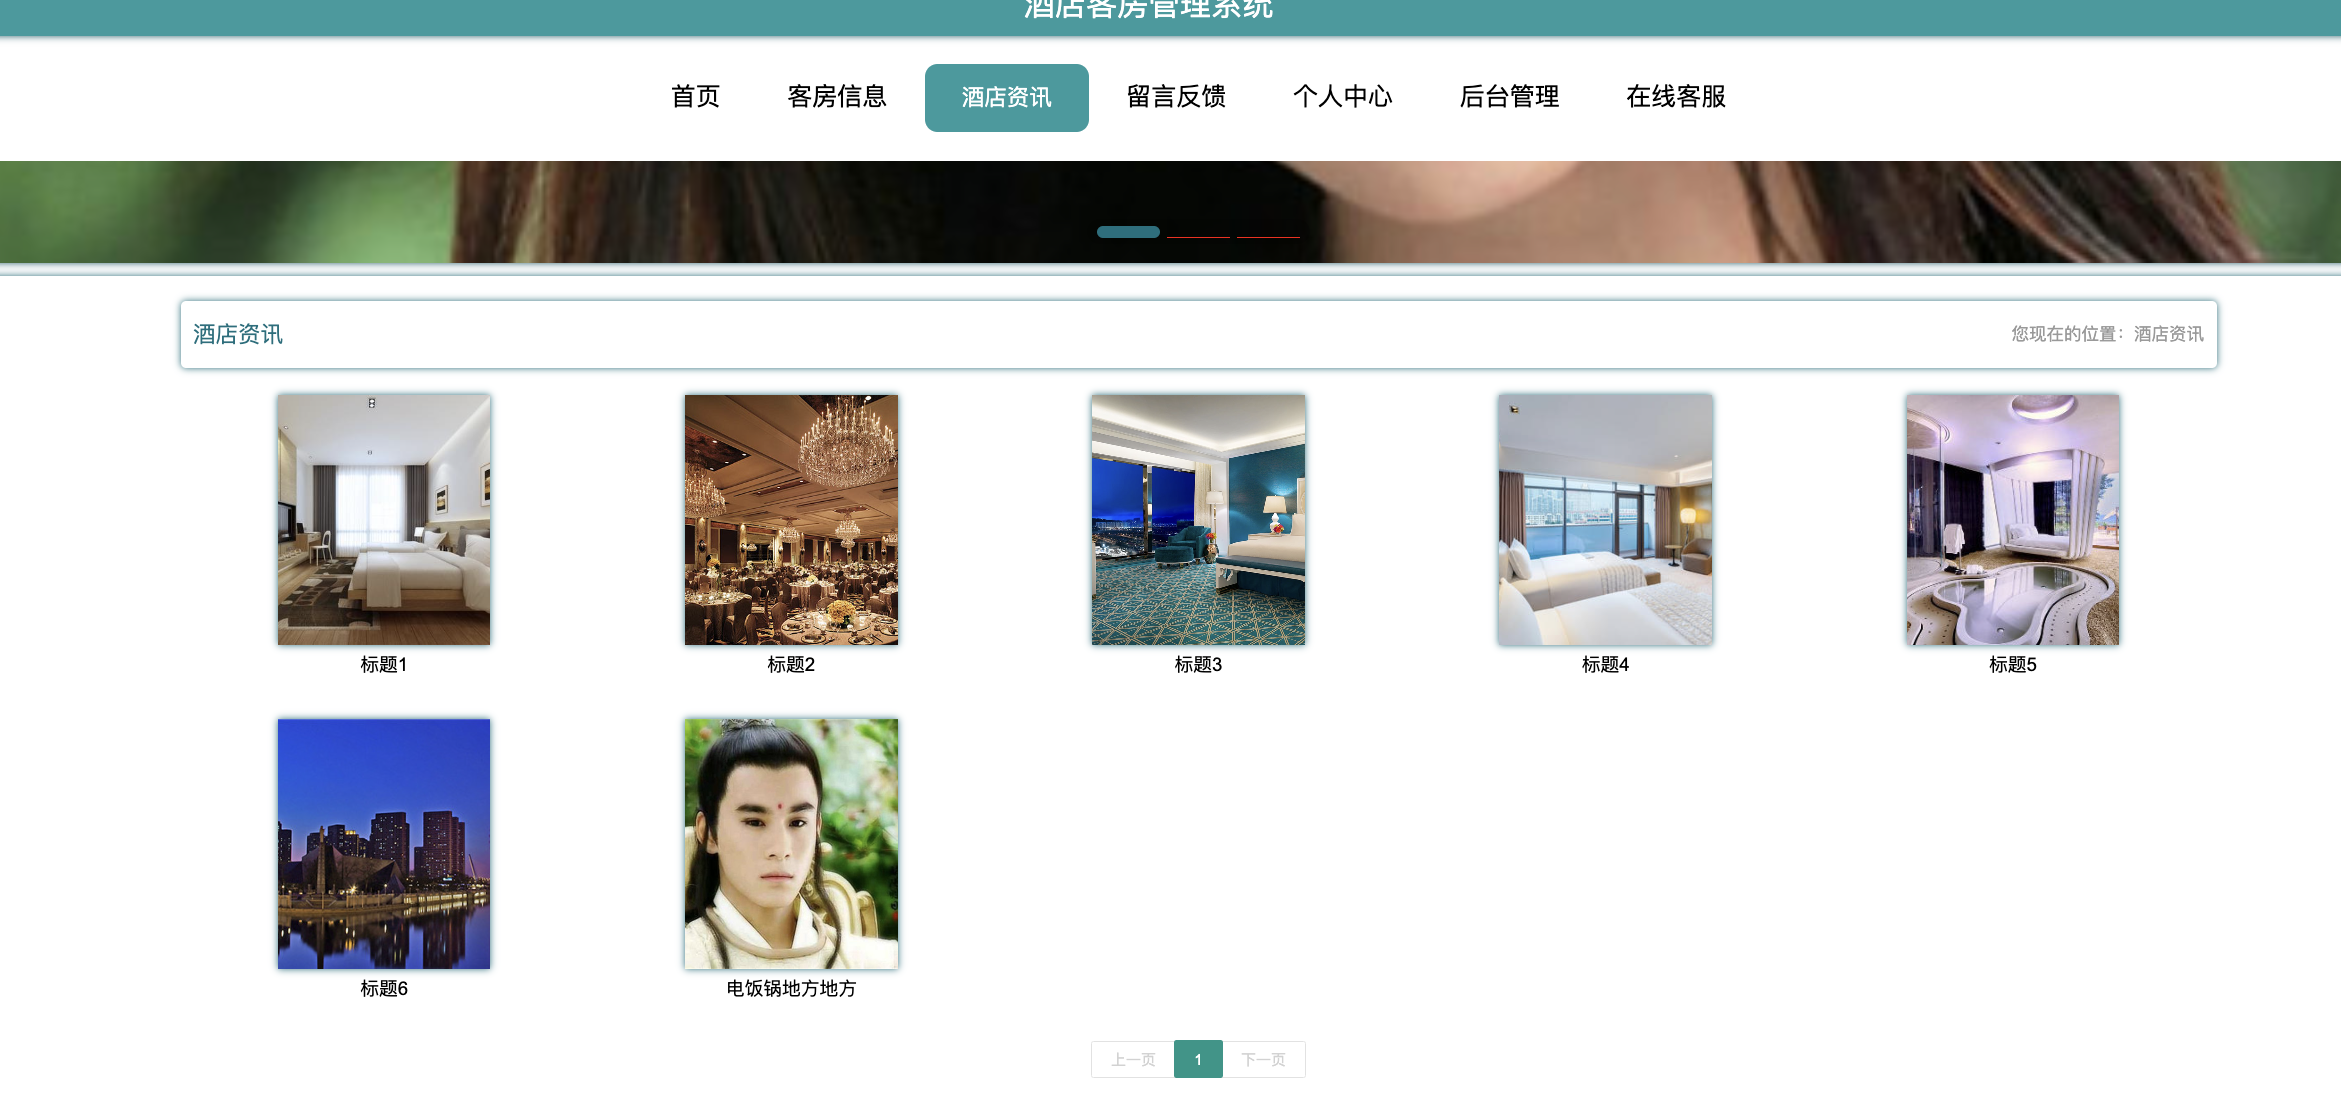 酒店客房管理系统
首页 客房信息 酒店资讯 留言反馈 个人中心 后台管理 在线客服
酒店资讯 您现在的位置：酒店资讯
标题1 标题2 标题3 标题4 标题5
标题6 电饭锅地方地方
上一页 1 下一页